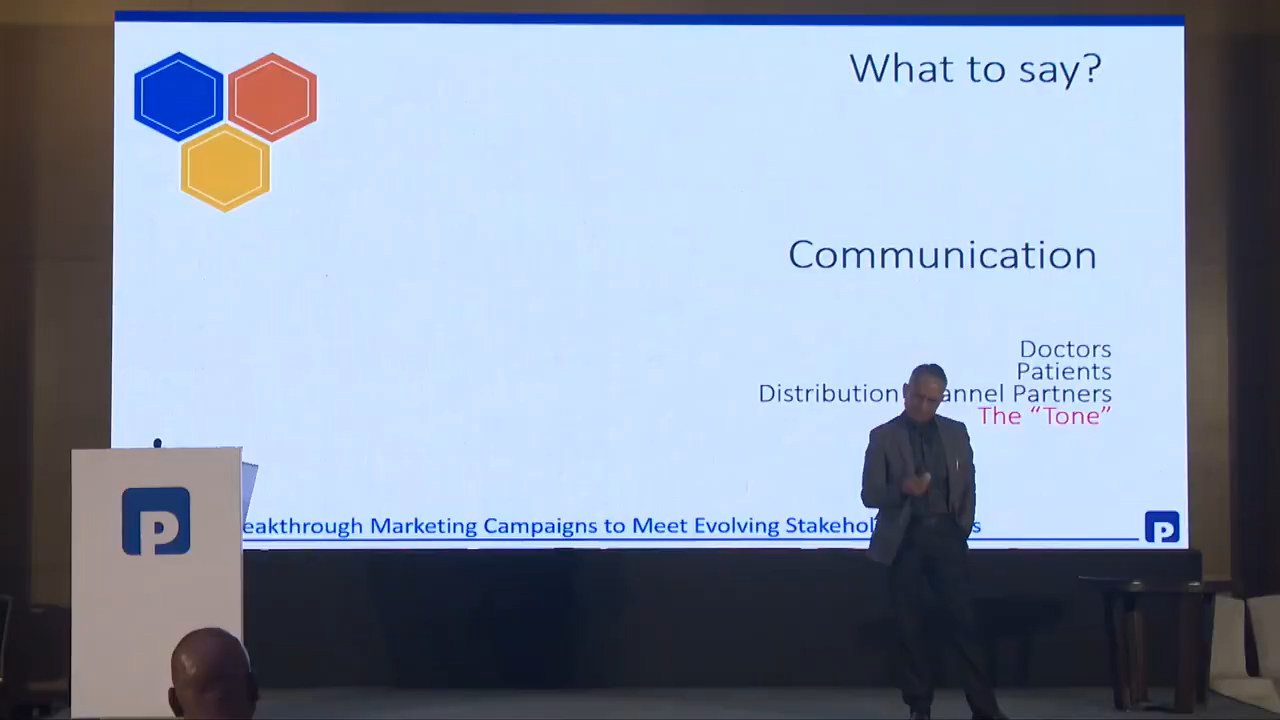 What to say?
Communication
Doctors
Patients
Distribution annel Partners
The “Tone”
eakthrough Marketing Campaigns to Meet Evolving Stakehol s
P
P